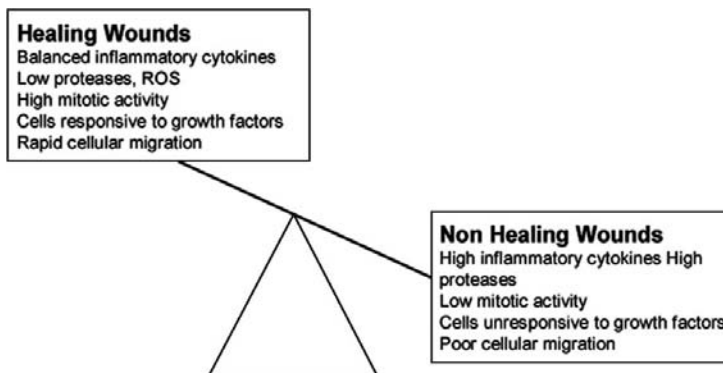 Healing Wounds
Balanced inflammatory cytokines
Low proteases, ROS
High mitotic activity
Cells responsive to growth factors
Rapid cellular migration
Non Healing Wounds
High inflammatory cytokines High
proteases
Low mitotic activity
Cells unresponsive to growth factors
Poor cellular migration